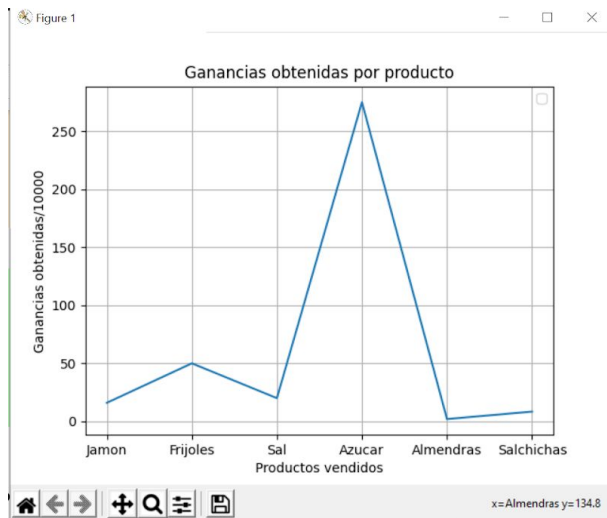 Figure 1
Ganancias obtenidas por producto
250
200
150
100
50
0
Ganancias obtenidas/10000
Jamon Frijoles Sal Azucar Almendras Salchichas
Productos vendidos
x=Almendras y=134.8